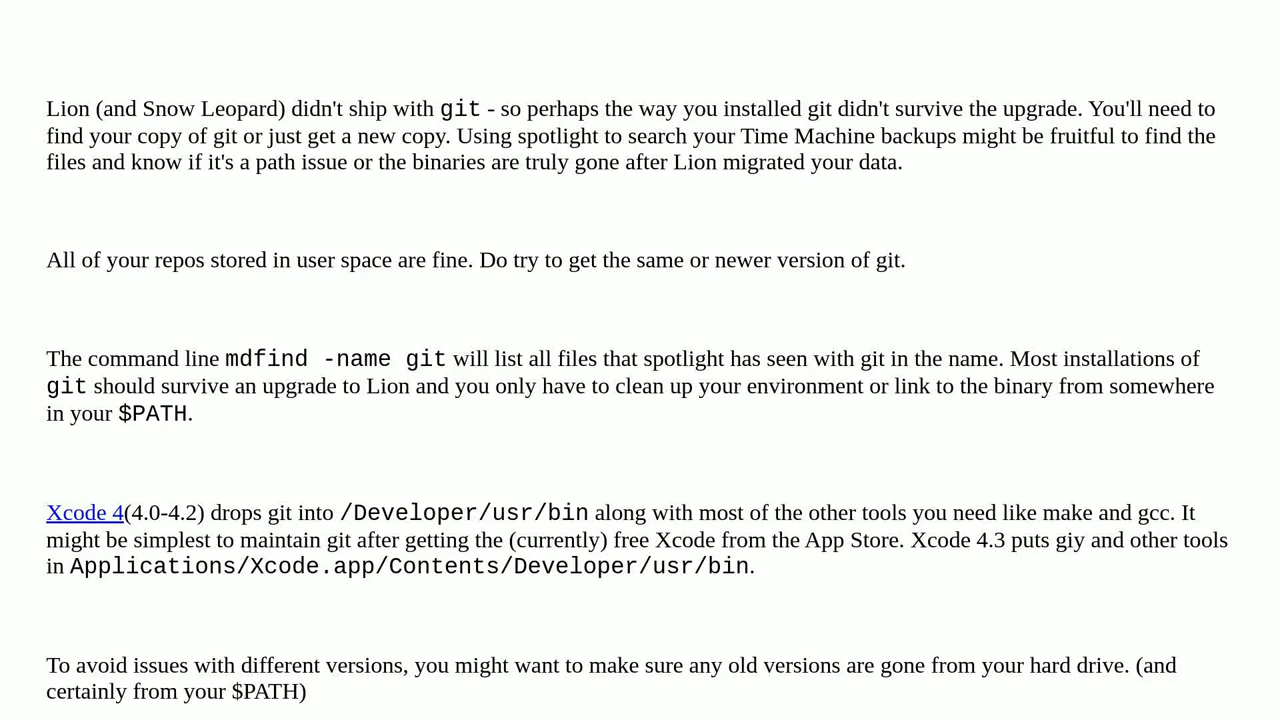 Lion (and Snow Leopard) didn't ship with git - so perhaps the way you installed git didn't survive the upgrade. You'll need to
find your copy of git or just get a new copy. Using spotlight to search your Time Machine backups might be fruitful to find the
files and know if it's a path issue or the binaries are truly gone after Lion migrated your data.
All of your repos stored in user space are fine. Do try to get the same or newer version of git.
The command line mdfind -name git will list all files that spotlight has seen with git in the name. Most installations of
git should survive an upgrade to Lion and you only have to clean up your environment or link to the binary from somewhere
in your $PATH.
Xcode 4(4.0-4.2) drops git into /Developer/usr/bin along with most of the other tools you need like make and gcc. It
might be simplest to maintain git after getting the (currently) free Xcode from the App Store. Xcode 4.3 puts giy and other tools
in Applications/Xcode.app/Contents/Developer/usr/bin.
To avoid issues with different versions, you might want to make sure any old versions are gone from your hard drive. (and
certainly from your $PATH)